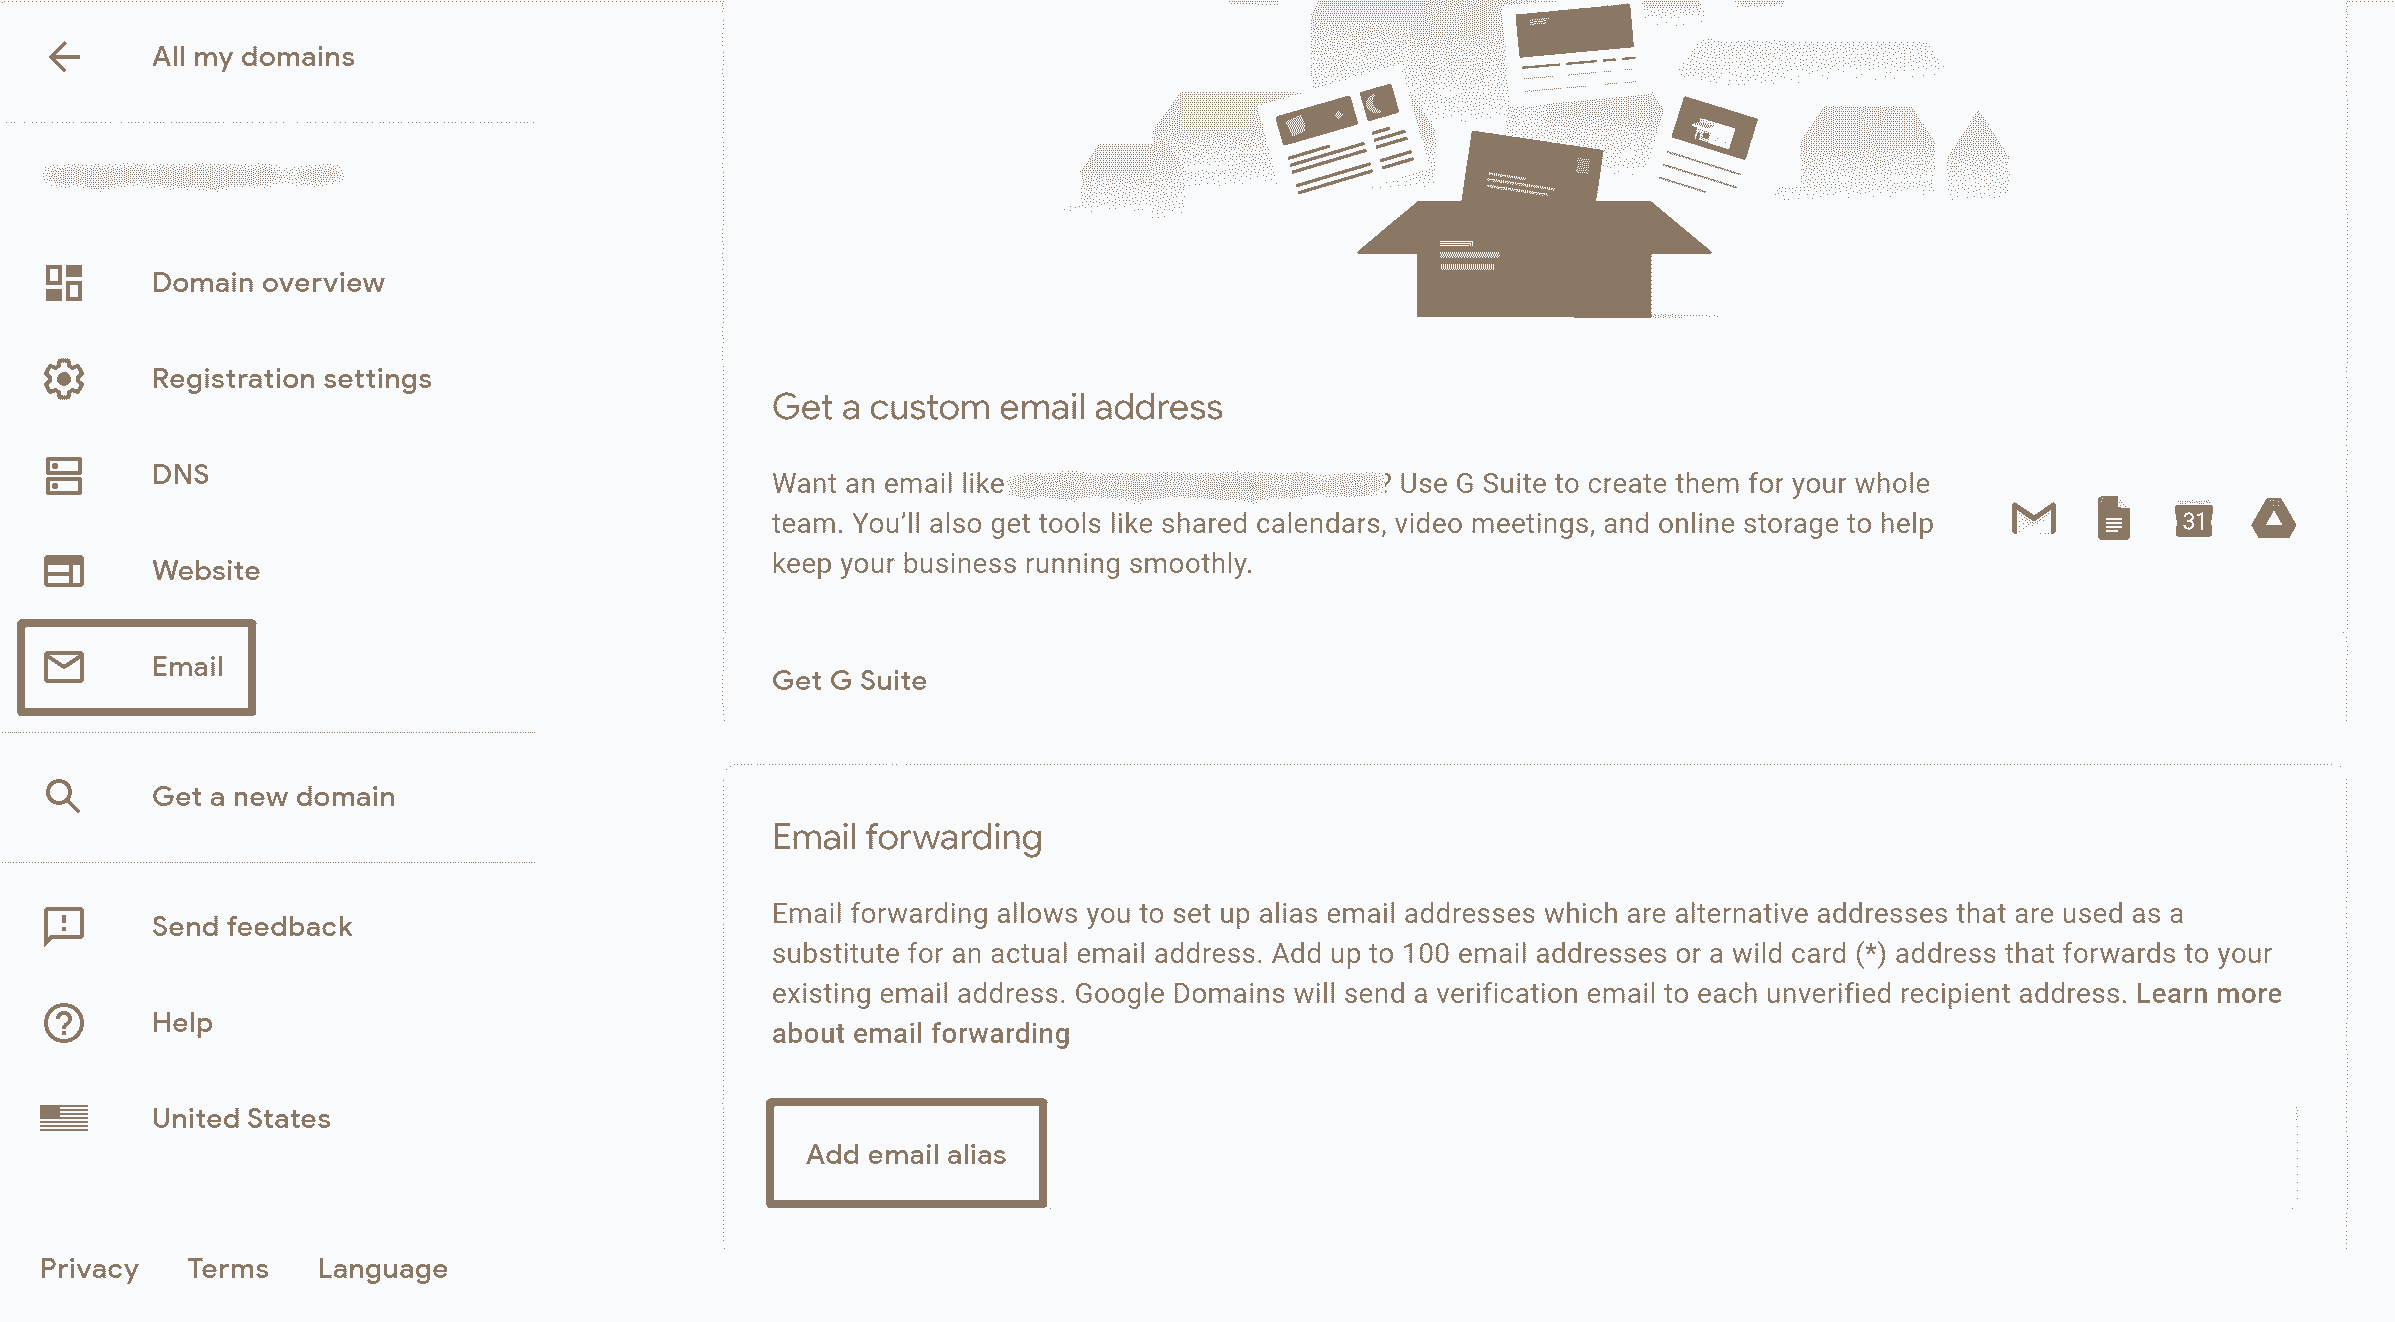 All my domains
Domain overview
Registration settings
DNS
Website
Email
Get a new domain
Send feedback
Help
United States
Privacy Terms Language
Get a custom email address
Want an email like ? Use G Suite to create them for your whole
team. You’ll also get tools like shared calendars, video meetings, and online storage to help
keep your business running smoothly.
31
Get G Suite
Email forwarding
Email forwarding allows you to set up alias email addresses which are alternative addresses that are used as a
substitute for an actual email address. Add up to 100 email addresses or a wild card (*) address that forwards to your
existing email address. Google Domains will send a verification email to each unverified recipient address. Learn more
about email forwarding
Add email alias